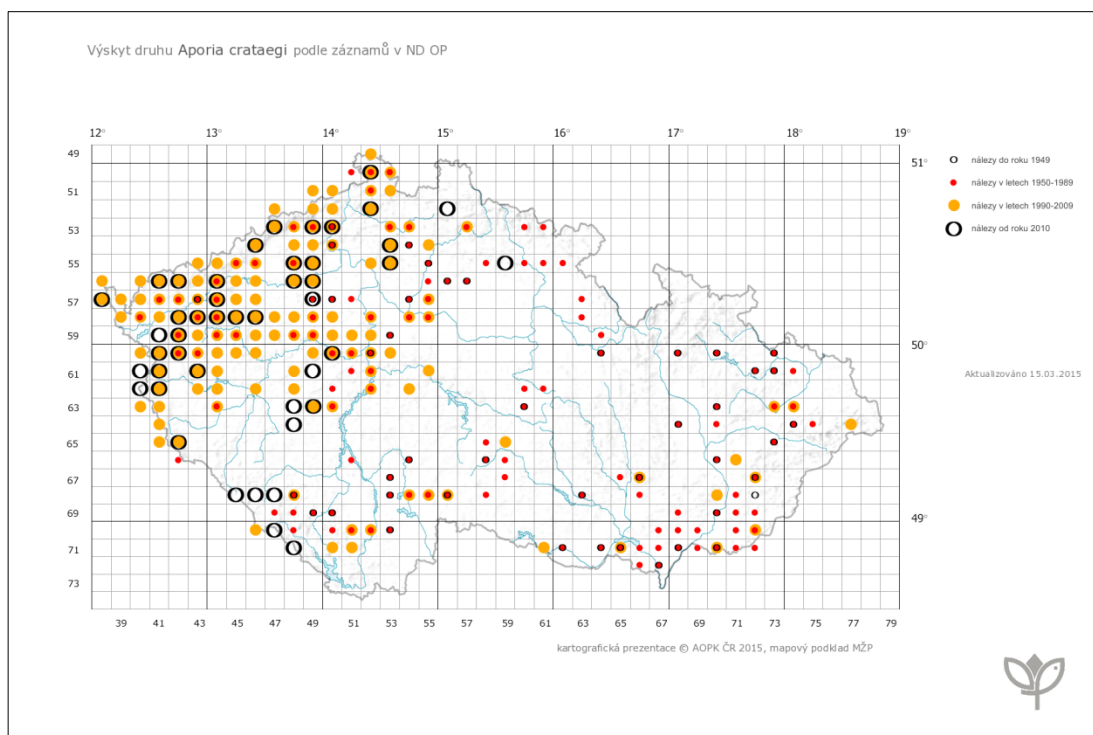 Výskyt druhu Aporia crataegi podle záznamů v ND OP
12° 13° 14° 15° 16° 17° 18° 19°
49
51
53
55
57
59
61
63
65
67
69
71
73
51°
50°
49°
nálezy do roku 1949
nálezy v letech 1950-1989
nálezy v letech 1990-2009
nálezy od roku 2010
Aktualizováno 15.03.2015
39 41 43 45 47 49 51 53 55 57 59 61 63 65 67 69 71 73 75 77 79
kartografická prezentace © AOPK ČR 2015, mapový podklad MŽP